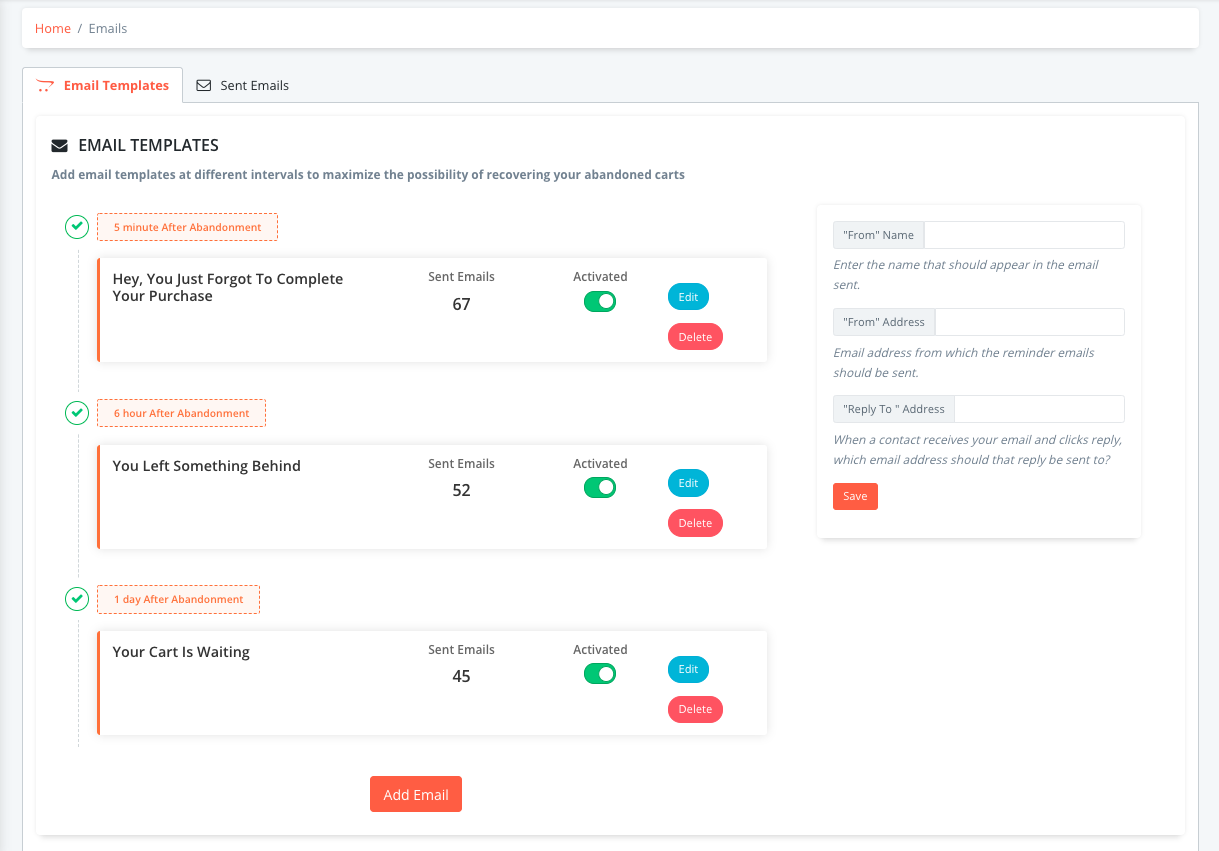 Home / Emails
Email Templates
Sent Emails
EMAIL TEMPLATES
Add email templates at different intervals to maximize the possibility of recovering your abandoned carts
5 minute After Abandonment
Hey, You Just Forgot To Complete
Your Purchase
Sent Emails
67
Activated
Edit
Delete
6 hour After Abandonment
You Left Something Behind
Sent Emails
52
Activated
Edit
Delete
1 day After Abandonment
Your Cart Is Waiting
Sent Emails
45
Activated
Edit
Delete
Add Email
"From" Name
Enter the name that should appear in the email
sent.
"From" Address
Email address from which the reminder emails
should be sent.
"Reply To " Address
When a contact receives your email and clicks reply,
which email address should that reply be sent to?
Save